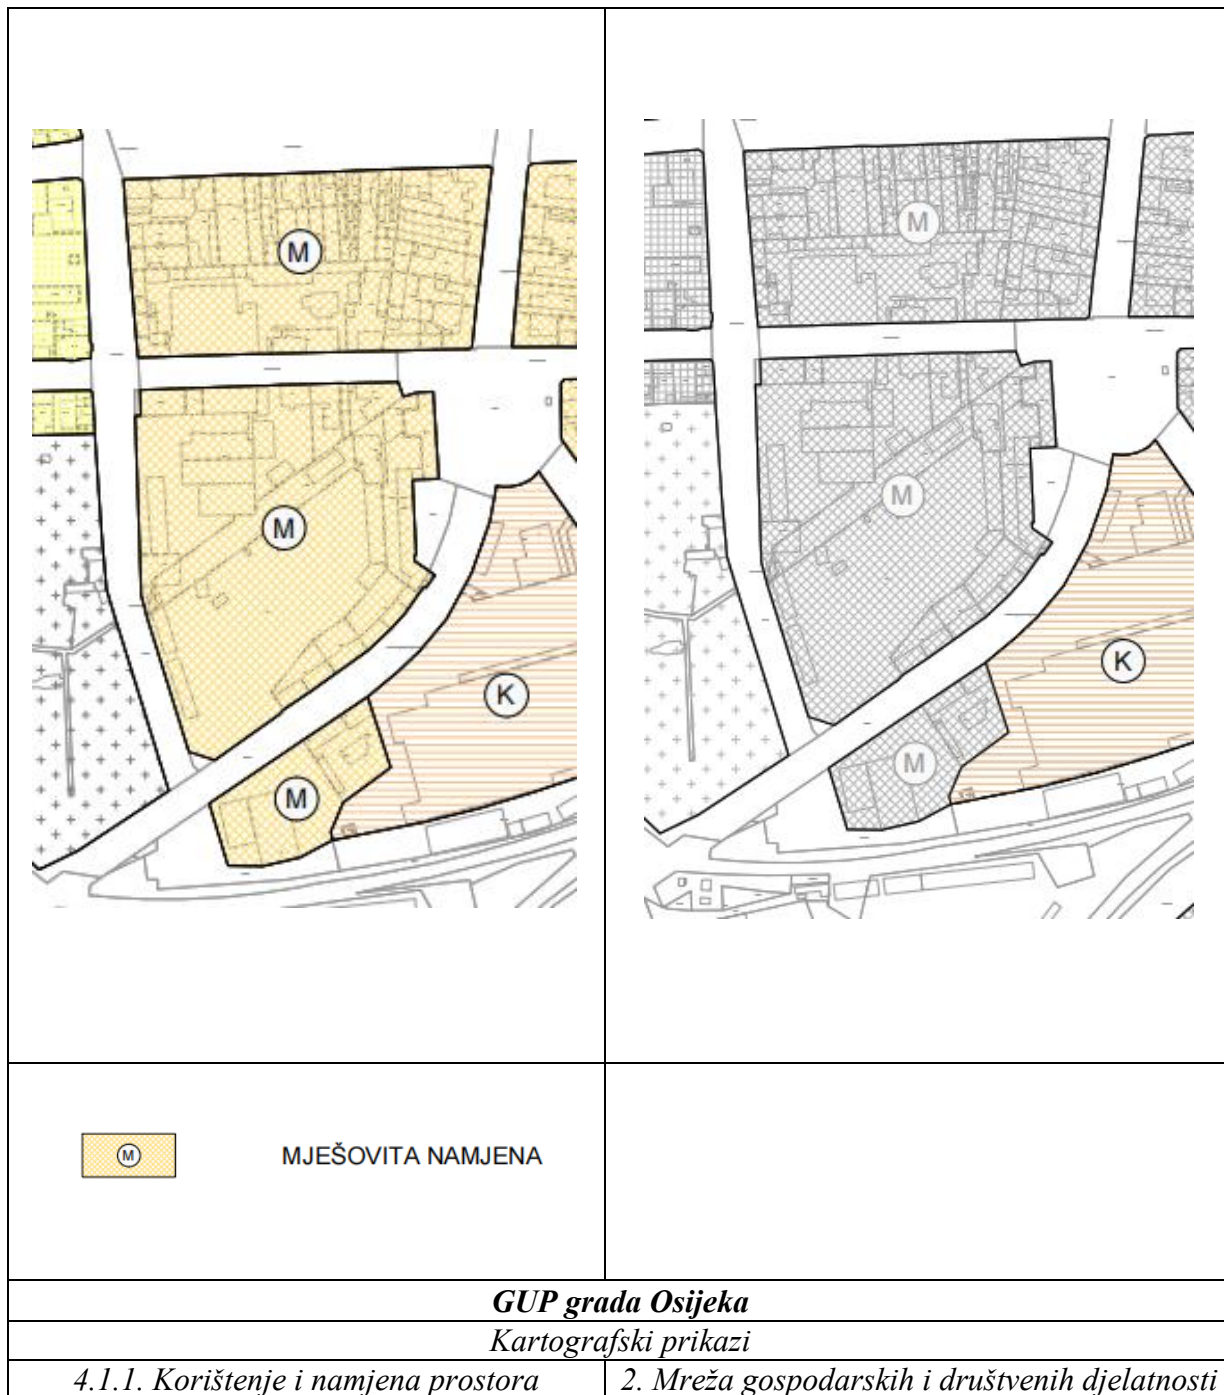 M
M
K
M
M
M
K
M
M MJEŠOVITA NAMJENA
GUP grada Osijeka
Kartografski prikazi
4.1.1. Korištenje i namjena prostora
2. Mreža gospodarskih i društvenih djelatnosti